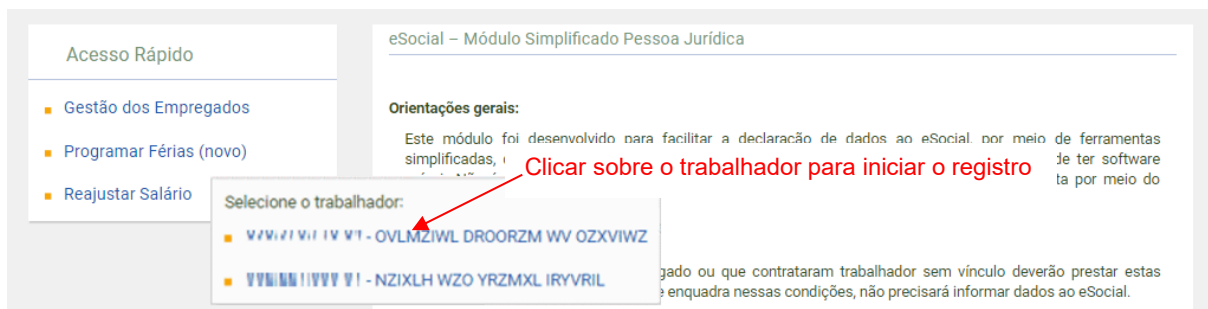 Acesso Rápido
Gestão dos Empregados
Programar Férias (novo)
Reajustar Salário
eSocial – Módulo Simplificado Pessoa Jurídica
Orientações gerais:
Este módulo foi desenvolvido para facilitar a declaração de dados ao eSocial, por meio de ferramentas
simplificadas, de ter software
ta por meio do
Clicar sobre o trabalhador para iniciar o registro
Selecione o trabalhador:
- OVLMZIWL DROORZM WV OZXVIWZ
- NZIXLH WZO YRZMXL IRYVRIL
gado ou que contrataram trabalhador sem vínculo deverão prestar estas
enquadra nessas condições, não precisará informar dados ao eSocial.